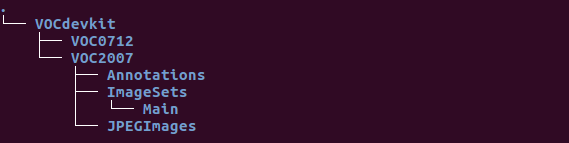 .
└── VOCdevkit
    ├── VOC0712
    └── VOC2007
        ├── Annotations
        ├── ImageSets
        │   └── Main
        └── JPEGImages